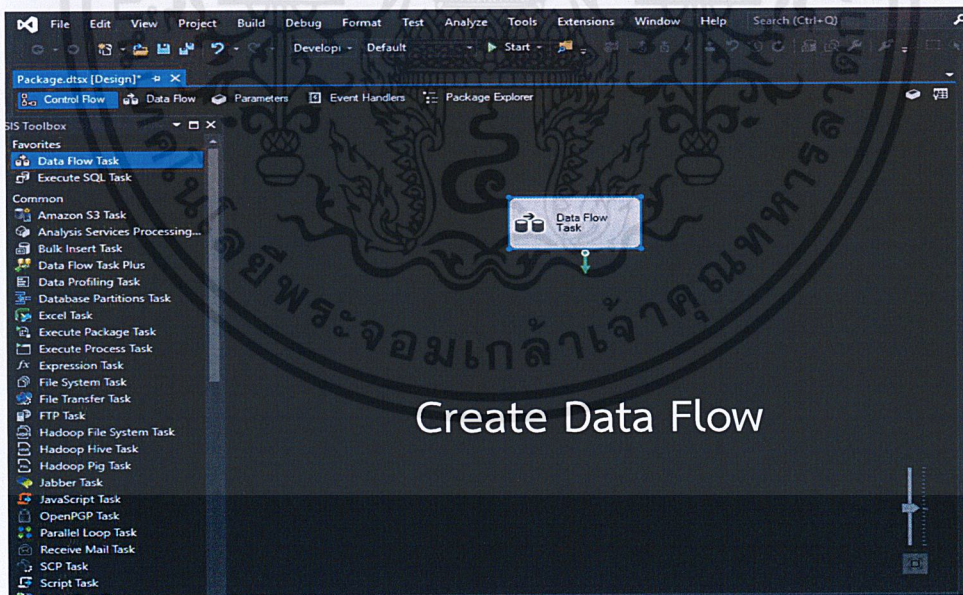 File Edit View Project Build Debug Format Test Analyze Tools Extensions Window Help Search (Ctrl+Q)
Developi Default Start
Package.dtsx [Design]*
Control Flow Data Flow Parameters Event Handlers Package Explorer
SIS Toolbox
Favorites
Data Flow Task
Execute SQL Task
Common
Amazon S3 Task
Analysis Services Processing...
Bulk Insert Task
Data Flow Task Plus
Data Profiling Task
Database Partitions Task
Excel Task
Execute Package Task
Execute Process Task
Expression Task
File System Task
File Transfer Task
FTP Task
Hadoop File System Task
Hadoop Hive Task
Hadoop Pig Task
Jabber Task
JavaScript Task
OpenPGP Task
Parallel Loop Task
Receive Mail Task
SCP Task
Script Task
Data Flow
Task
Create Data Flow